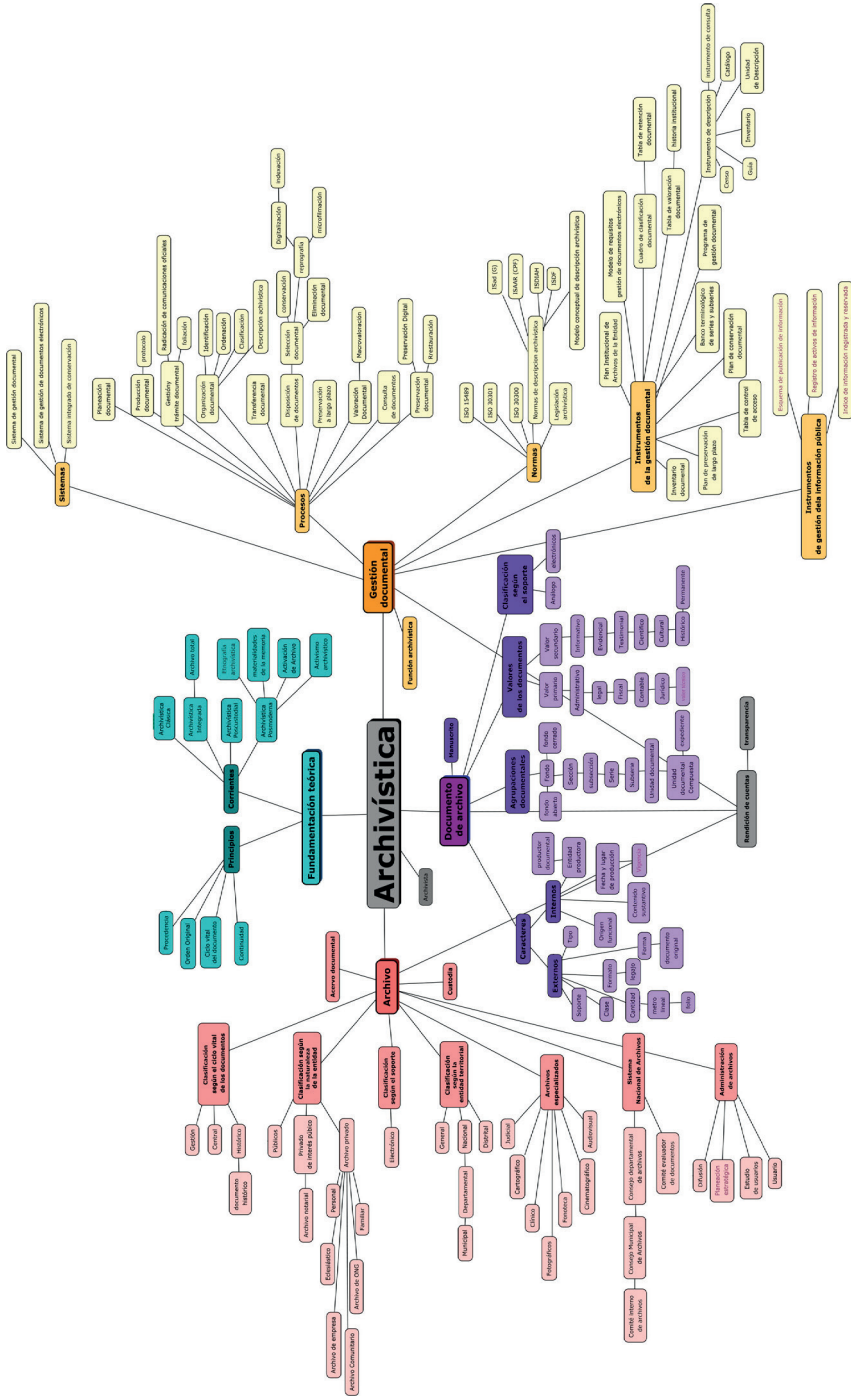 Archivística
Archivista
Archivo
Acervo documental
Custodia
Clasificación
según el ciclo vital
de los documentos
Gestión
Central
Histórico
documento
histórico
Clasificación según
la naturaleza
de la entidad
Públicos
Privado
de interés púbico
Archivo notarial
Archivo privado
Personal
Eclesiástico
Archivo de empresa
Archivo Comunitario
Archivo de ONG
Familiar
Clasificación
según el soporte
Electrónico
Clasificación
según la
entidad territorial
General
Nacional
Departamental
Municipal
Distrital
Archivos
especializados
Judicial
Cartográfico
Clínico
Fotográficos
Fonoteca
Cinematográfico
Audiovisual
Sistema
Nacional de Archivos
Consejo departamental
de archivos
Consejo Municipal
de Archivos
Comité interno
de archivos
Comité evaluador
de documentos
Administración
de archivos
Difusión
Planeación
estratégica
Estudio
de usuarios
Usuario
Fundamentación teórica
Principios
Procedencia
Orden Original
Ciclo vital
del documento
Continuidad
Corrientes
Archivística
Clásica
Archivística
Integrada
Archivo total
Archivística
Poscustodial
Archivística
Posmoderna
Etnografía
archivística
materialidades
de la memoria
Activación
de Archivo
Activismo
archivístico
Documento
de archivo
Manuscrito
Caracteres
Externos
Soporte
Clase
Cantidad
metro
lineal
folio
Formato
legajo
Forma
documento
original
Tipo
Internos
productor
documental
Entidad
productora
Origen
funcional
Fecha y lugar
de producción
Vigencia
Contenido
sustantivo
Agrupaciones
documentales
fondo
abierto
Fondo
fondo
cerrado
Sección
subsección
Serie
Subserie
Unidad documental
Unidad
documental
Compuesta
expediente
Valores
de los documentos
Valor
primario
Administrativo
legal
Fiscal
Contable
Jurídico
Valor
secundario
Informativo
Evidencial
Testimonial
Científico
Cultural
Histórico
Permanente
Clasificación
según
el soporte
Análogo
electrónicos
Rendición de cuentas
transparencia
Gestión
documental
Función archivística
Sistemas
Sistema de gestión documental
Sistema de gestión de documentos electrónicos
Sistema integrado de conservación
Procesos
Planeación
documental
Producción
documental
protocolo
Gestióny
trámite documental
Radicación de comunicaciones oficiales
foliación
Organización
documental
Identificación
Ordenación
Clasificación
Descripción achivística
Transferencia
documental
Disposición
de documentos
Selección
documental
conservación
reprografía
Digitalización
indexación
microfilmación
Eliminación
documental
Preservación
a largo plazo
Valoración
Documental
Macrovaloración
Consulta
de documentos
Preservación
documental
Preservación Digital
Rrestauración
Normas
ISO 15489
ISO 30301
ISO 30300
Normas de descripcion archivística
ISad (G)
ISAAR (CPF)
ISDIAH
ISDF
Modelo conceptual de descripción archivística
Legislación
archivística
Instrumentos
de la gestión documental
Plan Institucional de
Archivos de la Entidad
Modelo de requisitos
gestión de documentos electrónicos
Cuadro de clasificación
documental
Tabla de retención
documental
Tabla de valoración
documental
historia institucional
Instrumento de descripción
insturmento de consulta
Catálogo
Unidad
de Descripción
Inventario
Guía
Censo
Programa de
gestión documental
Banco terminológico
de series y subseries
Plan de conservación
documental
Tabla de control
de acceso
Plan de preservación
de largo plazo
Inventario
documental
Instrumentos
de gestión dela información pública
Esquema de publicación de información
Registro de activos de información
Indice de información registrada y reservada